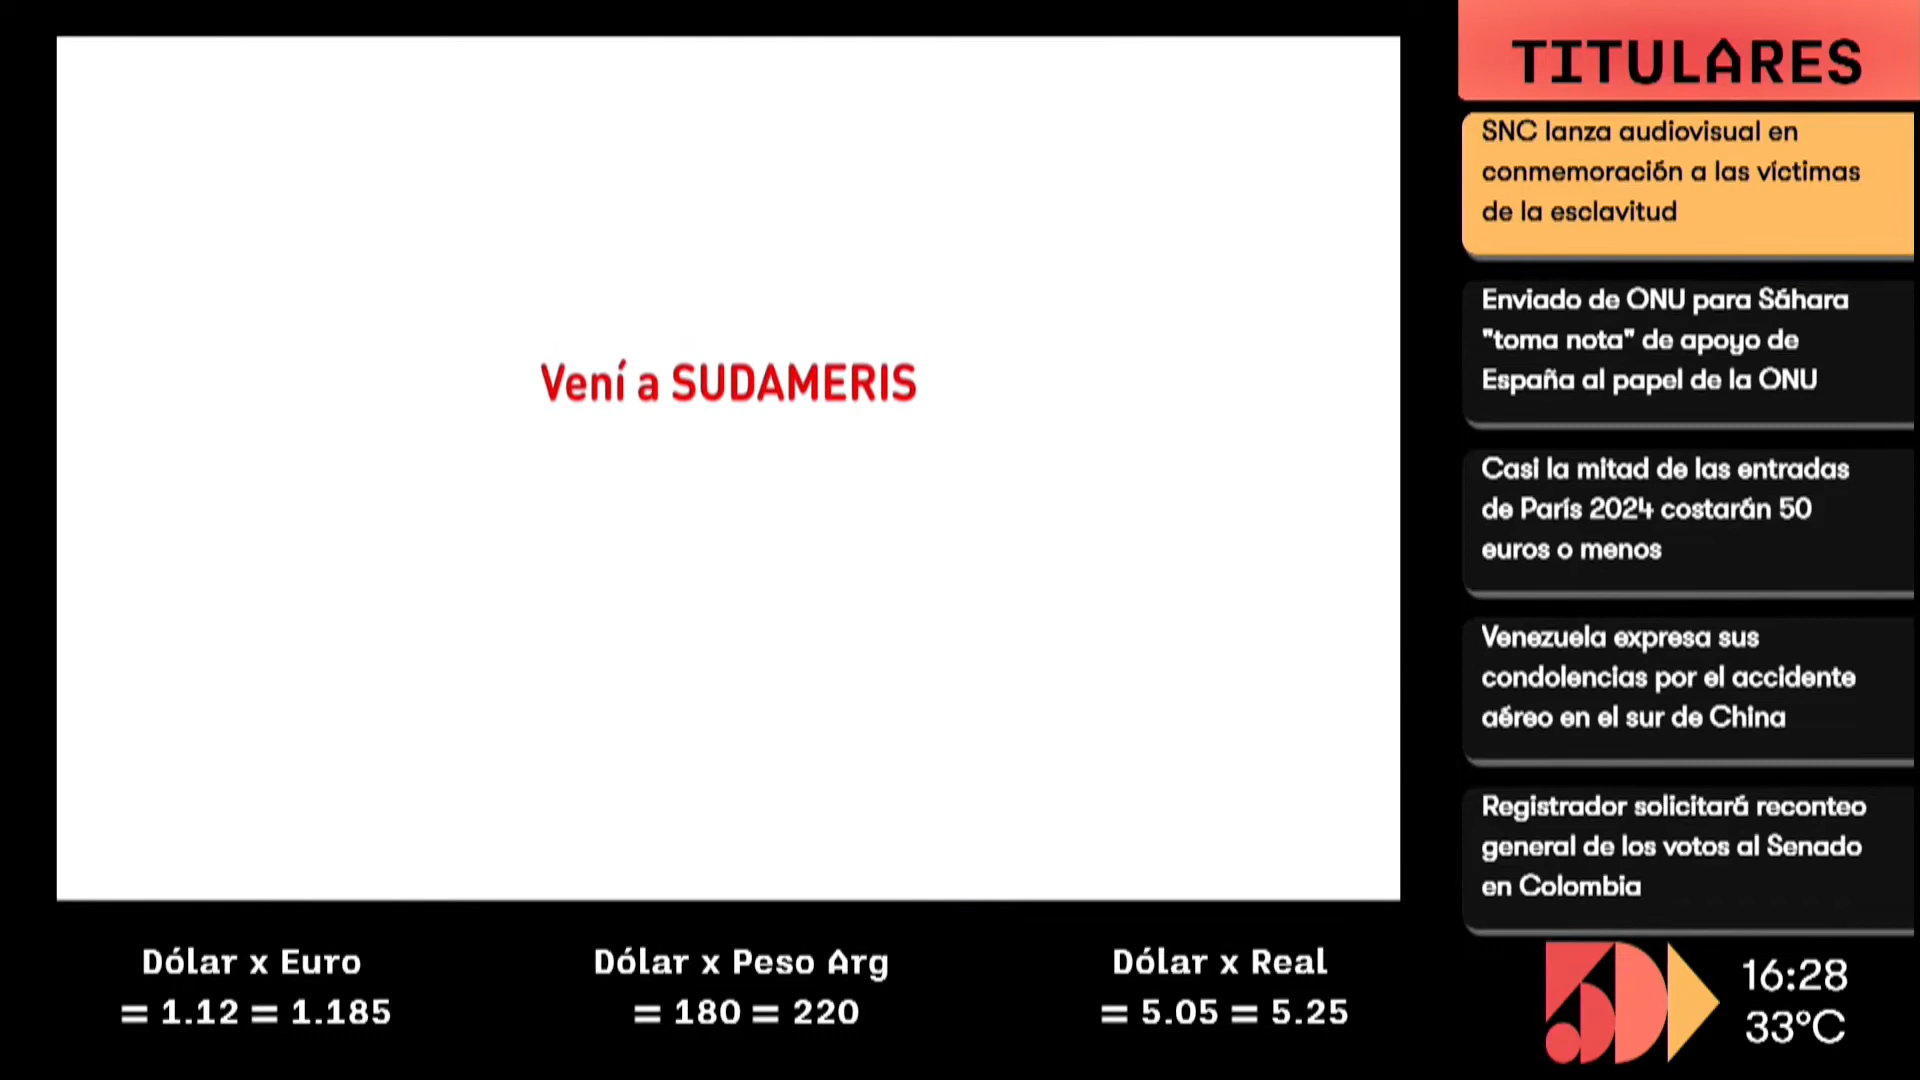 Vení a SUDAMERIS
TITULARES
SNC lanza audiovisual en
conmemoración a las víctimas
de la esclavitud
Enviado de ONU para Sáhara
"toma nota" de apoyo de
España al papel de la ONU
Casi la mitad de las entradas
de París 2024 costarán 50
euros o menos
Venezuela expresa sus
condolencias por el accidente
aéreo en el sur de China
Registrador solicitará reconteo
general de los votos al Senado
en Colombia
Dólar x Euro
= 1.12 = 1.185
Dólar x Peso Arg
= 180 = 220
Dólar x Real
= 5.05 = 5.25
16:28
33°C